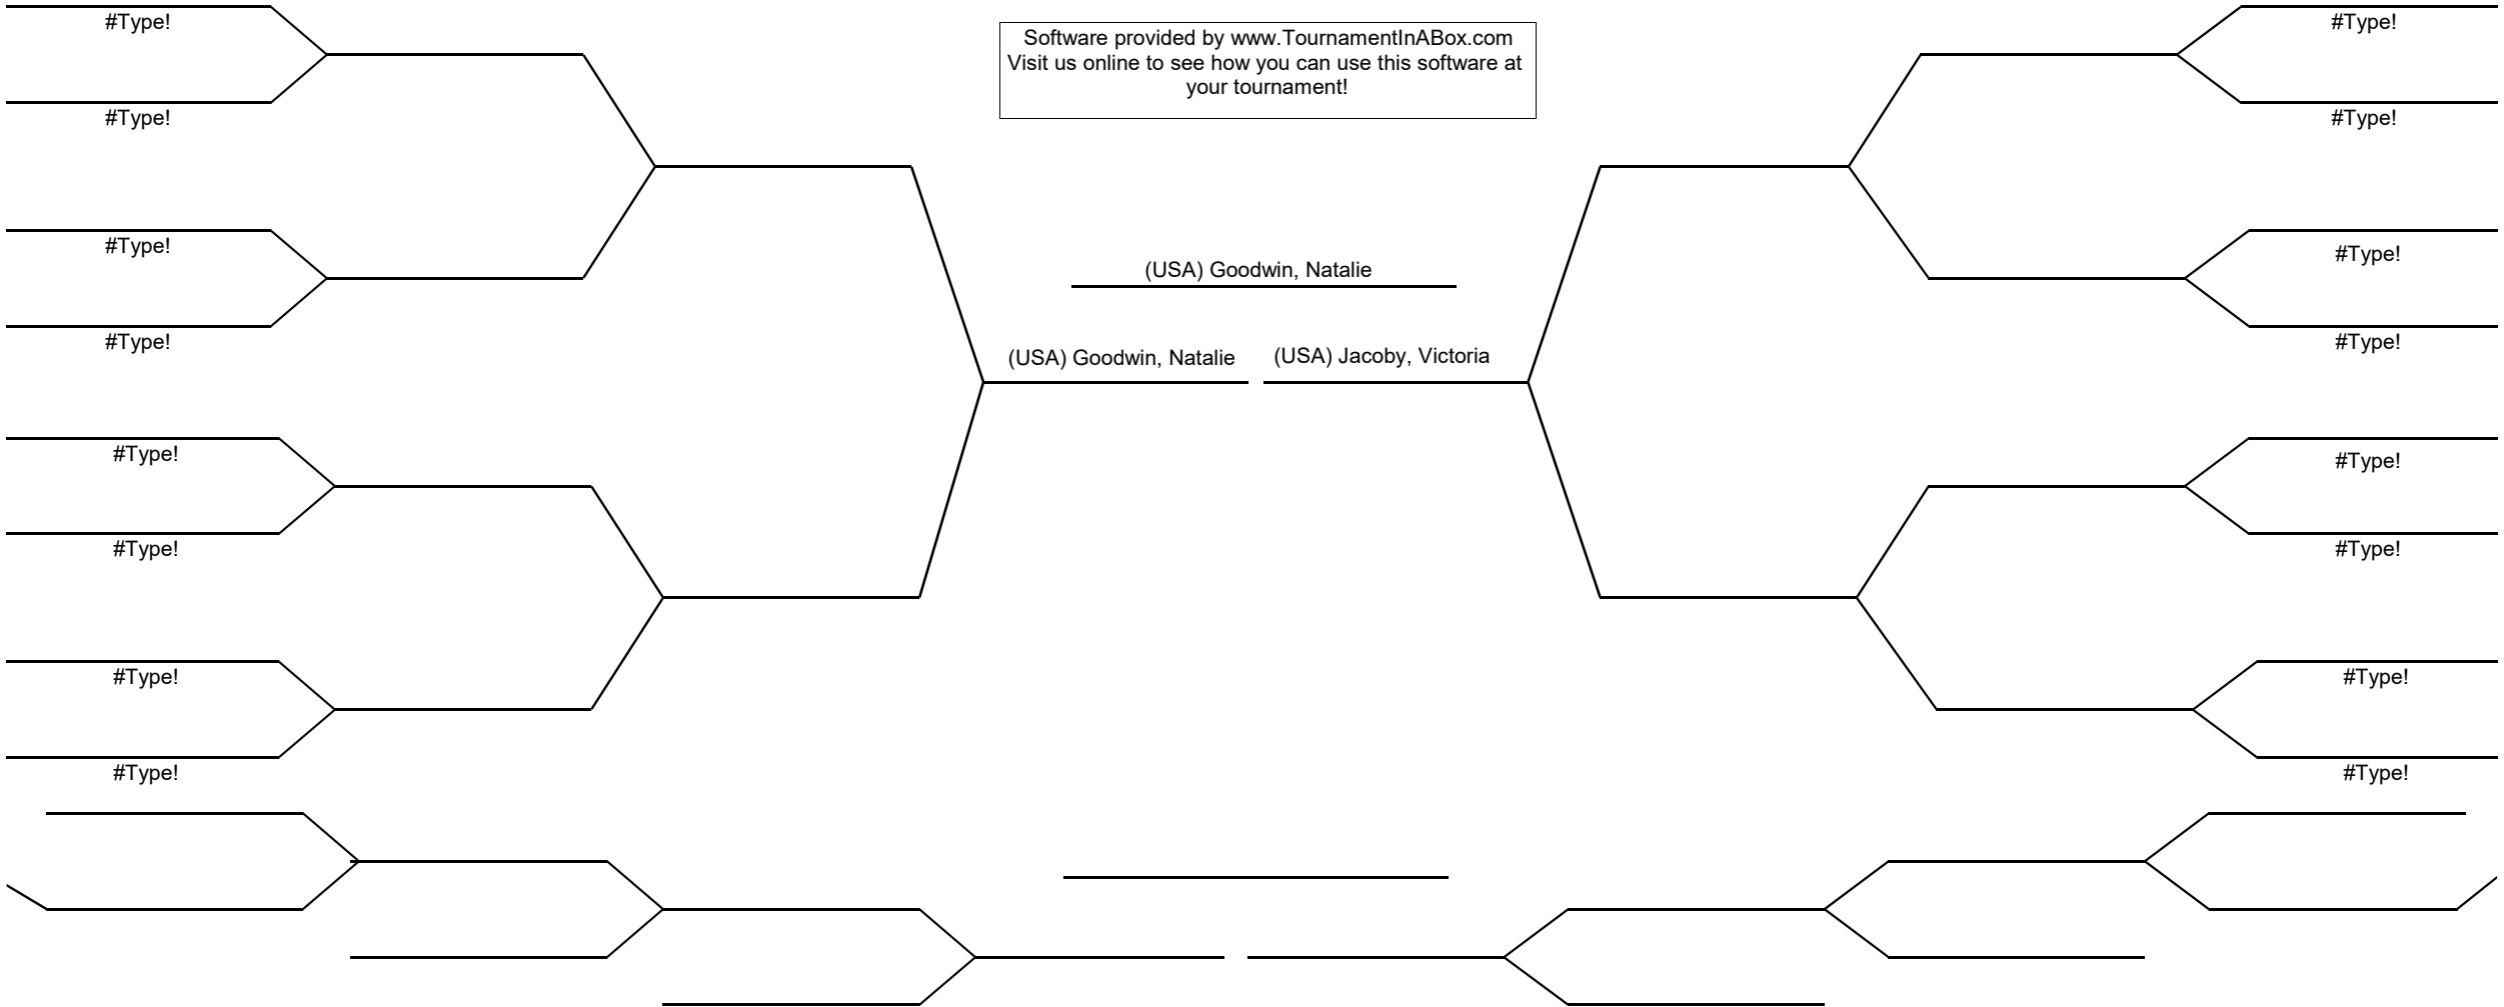 #Type!
#Type!
Software provided by www.TournamentInABox.com
Visit us online to see how you can use this software at
your tournament!
#Type!
#Type!
#Type!
#Type!
(USA) Goodwin, Natalie
#Type!
(USA) Goodwin, Natalie
(USA) Jacoby, Victoria
#Type!
#Type!
#Type!
#Type!
#Type!
#Type!
#Type!
#Type!
#Type!
#Type!